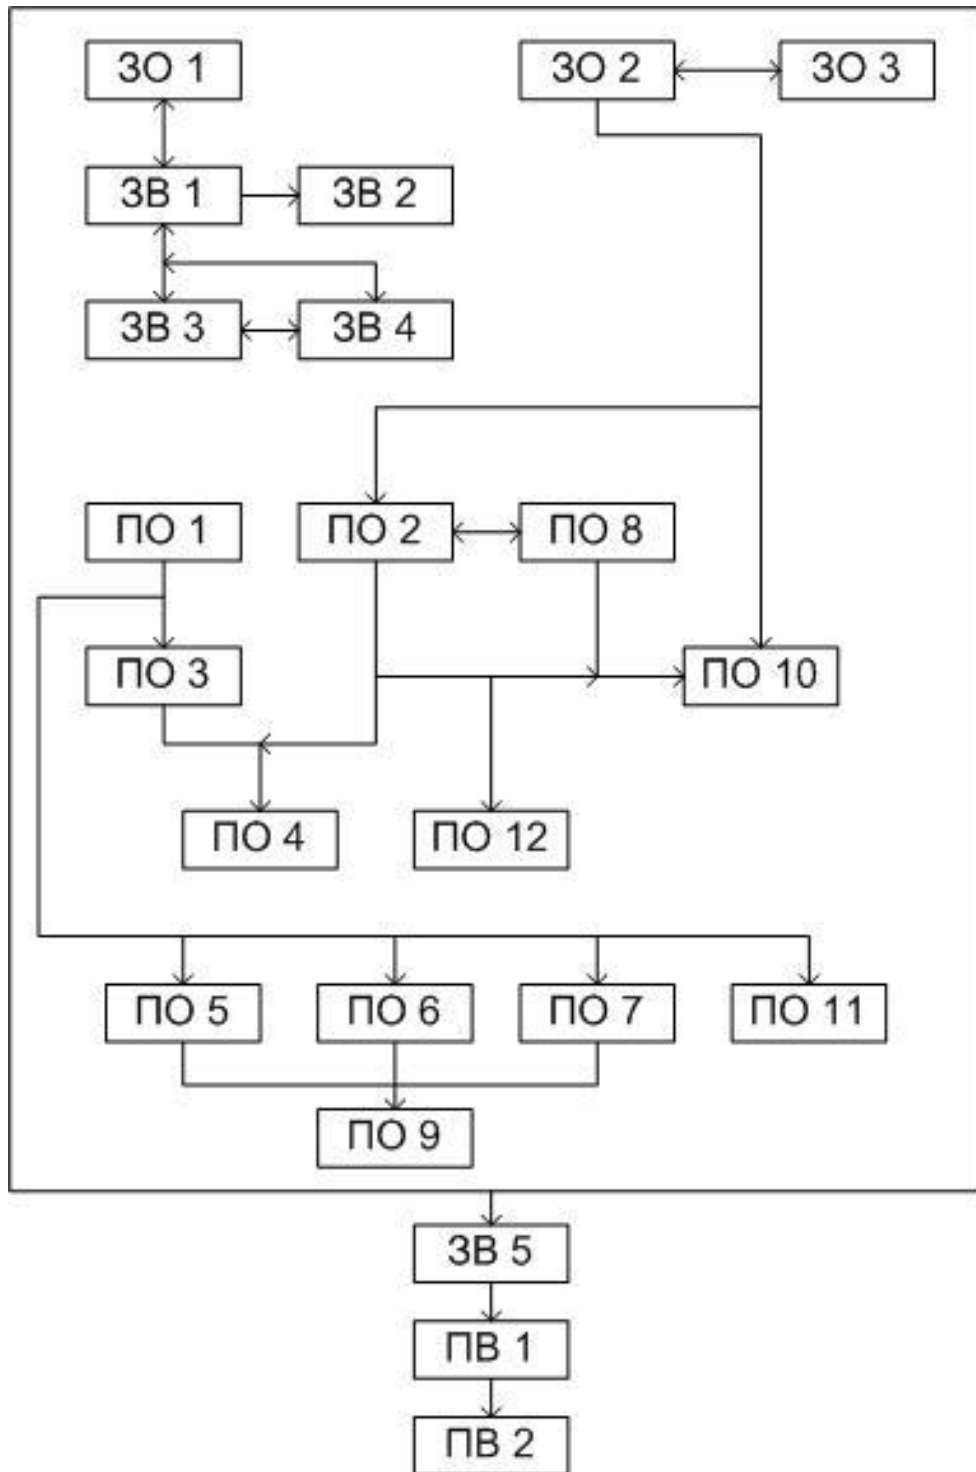 ЗО 1
ЗО 2
ЗО 3
ЗВ 1
ЗВ 2
ЗВ 3
ЗВ 4
ПО 1
ПО 2
ПО 8
ПО 3
ПО 10
ПО 4
ПО 12
ПО 5
ПО 6
ПО 7
ПО 11
ПО 9
ЗВ 5
ПВ 1
ПВ 2